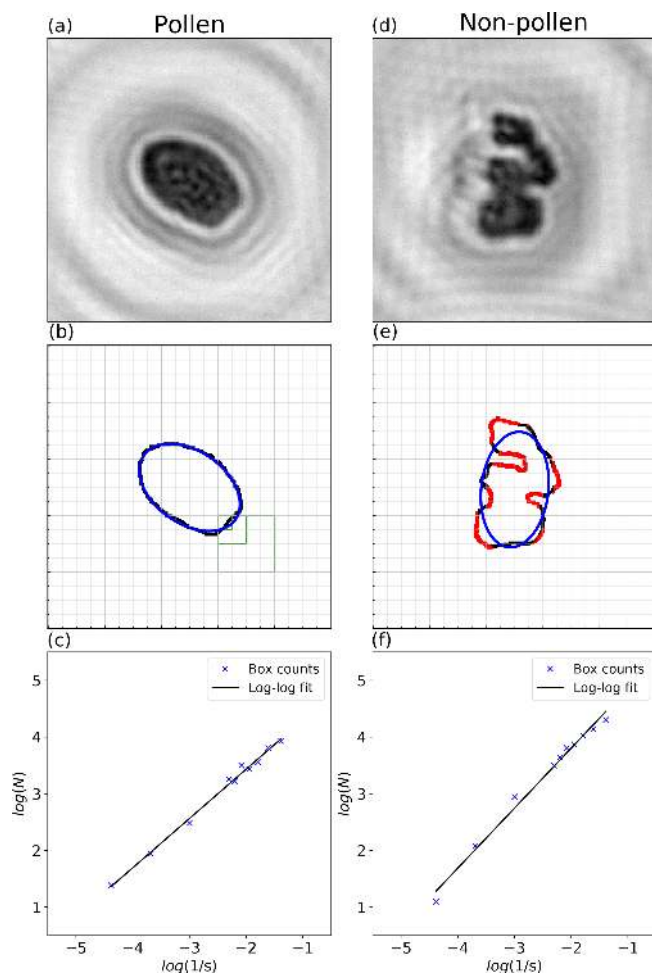 (a) Pollen
(d) Non-pollen
(b)
(e)
(c)
× Box counts
Log-log fit
5
4
3
2
1
log(N)
−5 −4 −3 −2 −1
log(1/s)
(f)
× Box counts
Log-log fit
5
4
3
2
1
log(N)
−5 −4 −3 −2 −1
log(1/s)